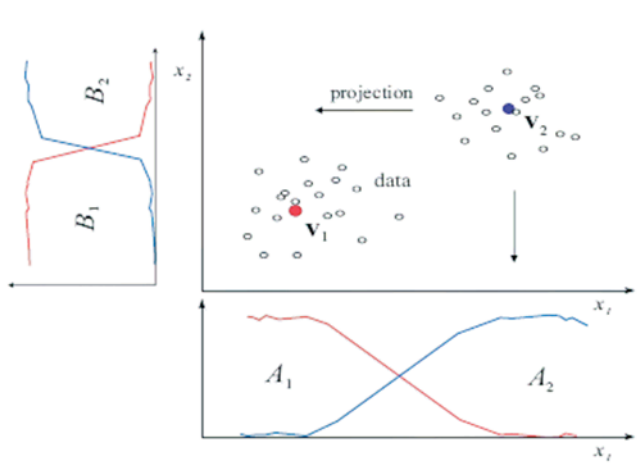 x₂
B₂
projection
v₂
data
B₁
v₁
x₁
A₁
A₂
x₁